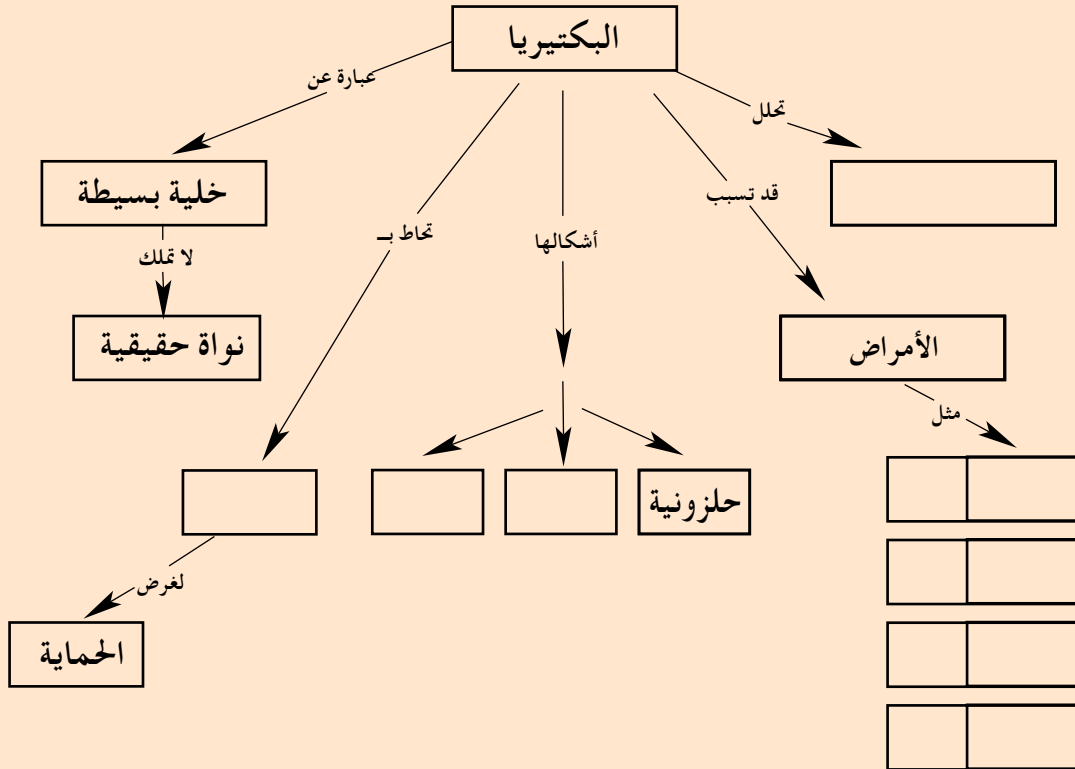 البكتيريا
عبارة عن
تحلل
خلية بسيطة
قد تسبب
تحاط بـ
أشكالها
لا تملك
نواة حقيقية
الأمراض
مثل
حلزونية
لغرض
الحماية